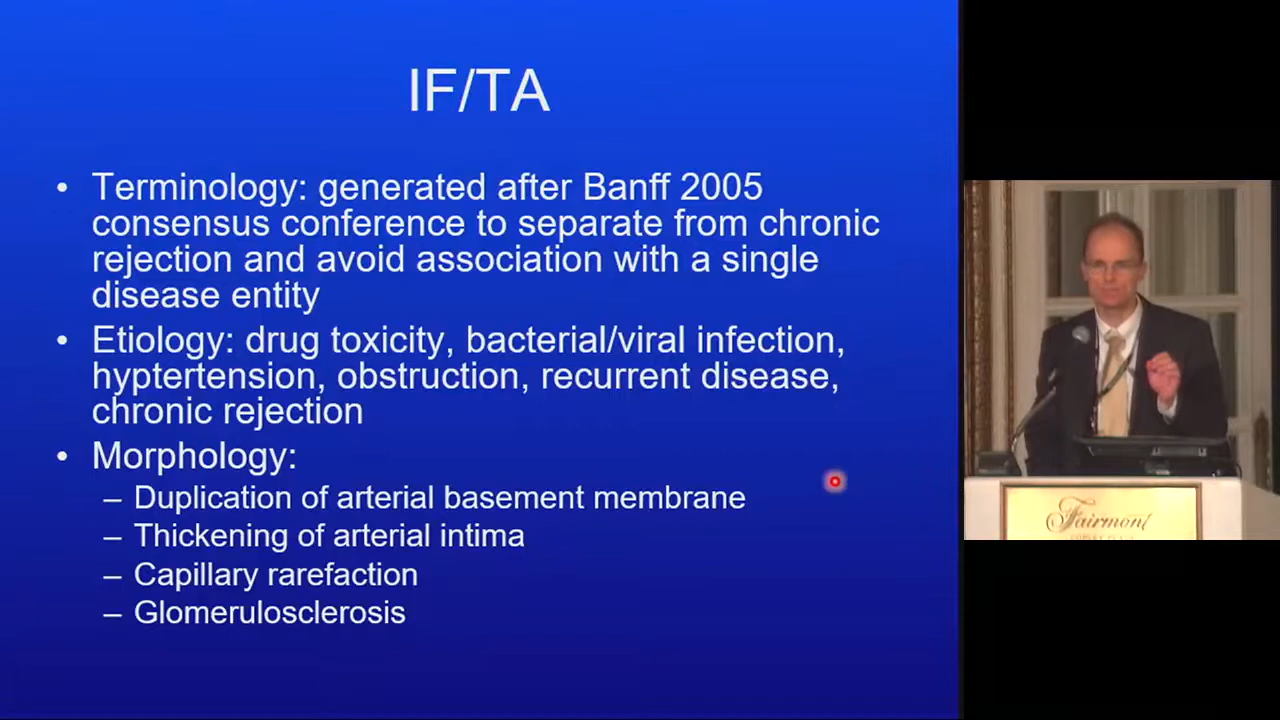 IF/TA
• Terminology: generated after Banff 2005
consensus conference to separate from chronic
rejection and avoid association with a single
disease entity
• Etiology: drug toxicity, bacterial/viral infection,
hyptertension, obstruction, recurrent disease,
chronic rejection
• Morphology:
– Duplication of arterial basement membrane
– Thickening of arterial intima
– Capillary rarefaction
– Glomerulosclerosis
Fairmont